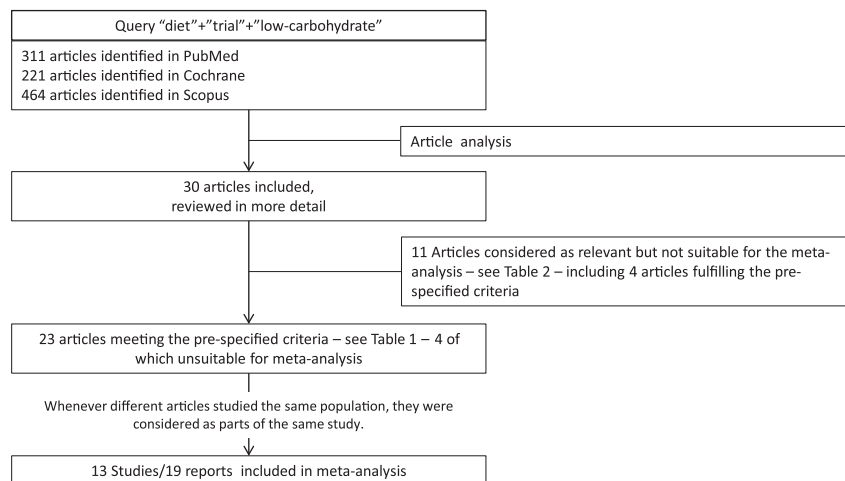 Query “diet”+”trial”+”low-carbohydrate”
311 articles identified in PubMed
221 articles identified in Cochrane
464 articles identified in Scopus
Article analysis
30 articles included,
reviewed in more detail
11 Articles considered as relevant but not suitable for the meta-
analysis – see Table 2 – including 4 articles fulfilling the pre-
specified criteria
23 articles meeting the pre-specified criteria – see Table 1 – 4 of
which unsuitable for meta-analysis
Whenever different articles studied the same population, they were
considered as parts of the same study.
13 Studies/19 reports included in meta-analysis